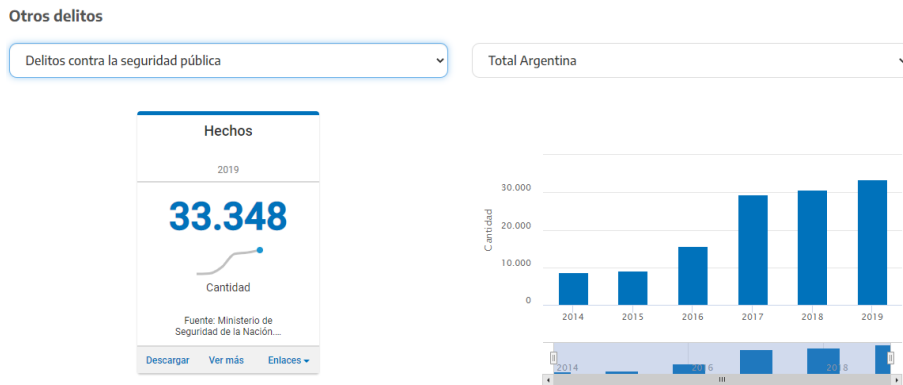 Otros delitos
Delitos contra la seguridad pública
Total Argentina
Hechos
2019
33.348
Cantidad
Fuente: Ministerio de
Seguridad de la Nación....
Descargar Ver más Enlaces
Cantidad
30.000
20.000
10.000
0
2014 2015 2016 2017 2018 2019
2014 2016 2018